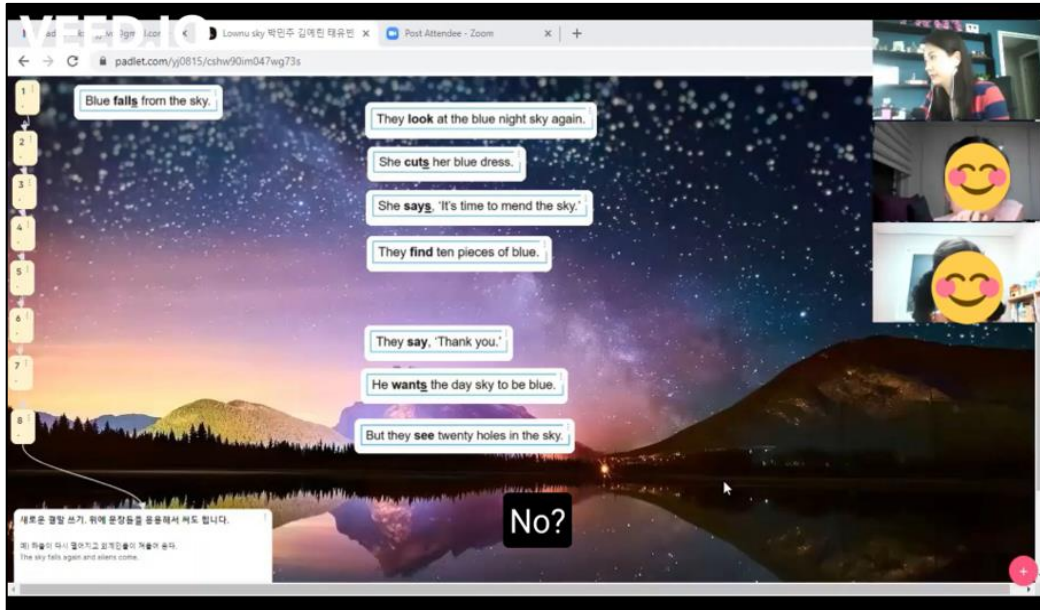 VEED.IO
Lownu sky 박민주 김예린 태유빈
Post Attendee - Zoom
padlet.com/yj0815/cshw90im047wg73s
1
2
3
4
5
6
7
8
Blue falls from the sky.
They look at the blue night sky again.
She cuts her blue dress.
She says, 'It's time to mend the sky.'
They find ten pieces of blue.
They say, 'Thank you.'
He wants the day sky to be blue.
But they see twenty holes in the sky.
No?
새로운 결말 쓰기. 위에 문장들을 응용해서 써도 됩니다.
예) 하늘이 다시 떨어지고 외계인들이 쳐들어 온다.
The sky falls again and aliens come.